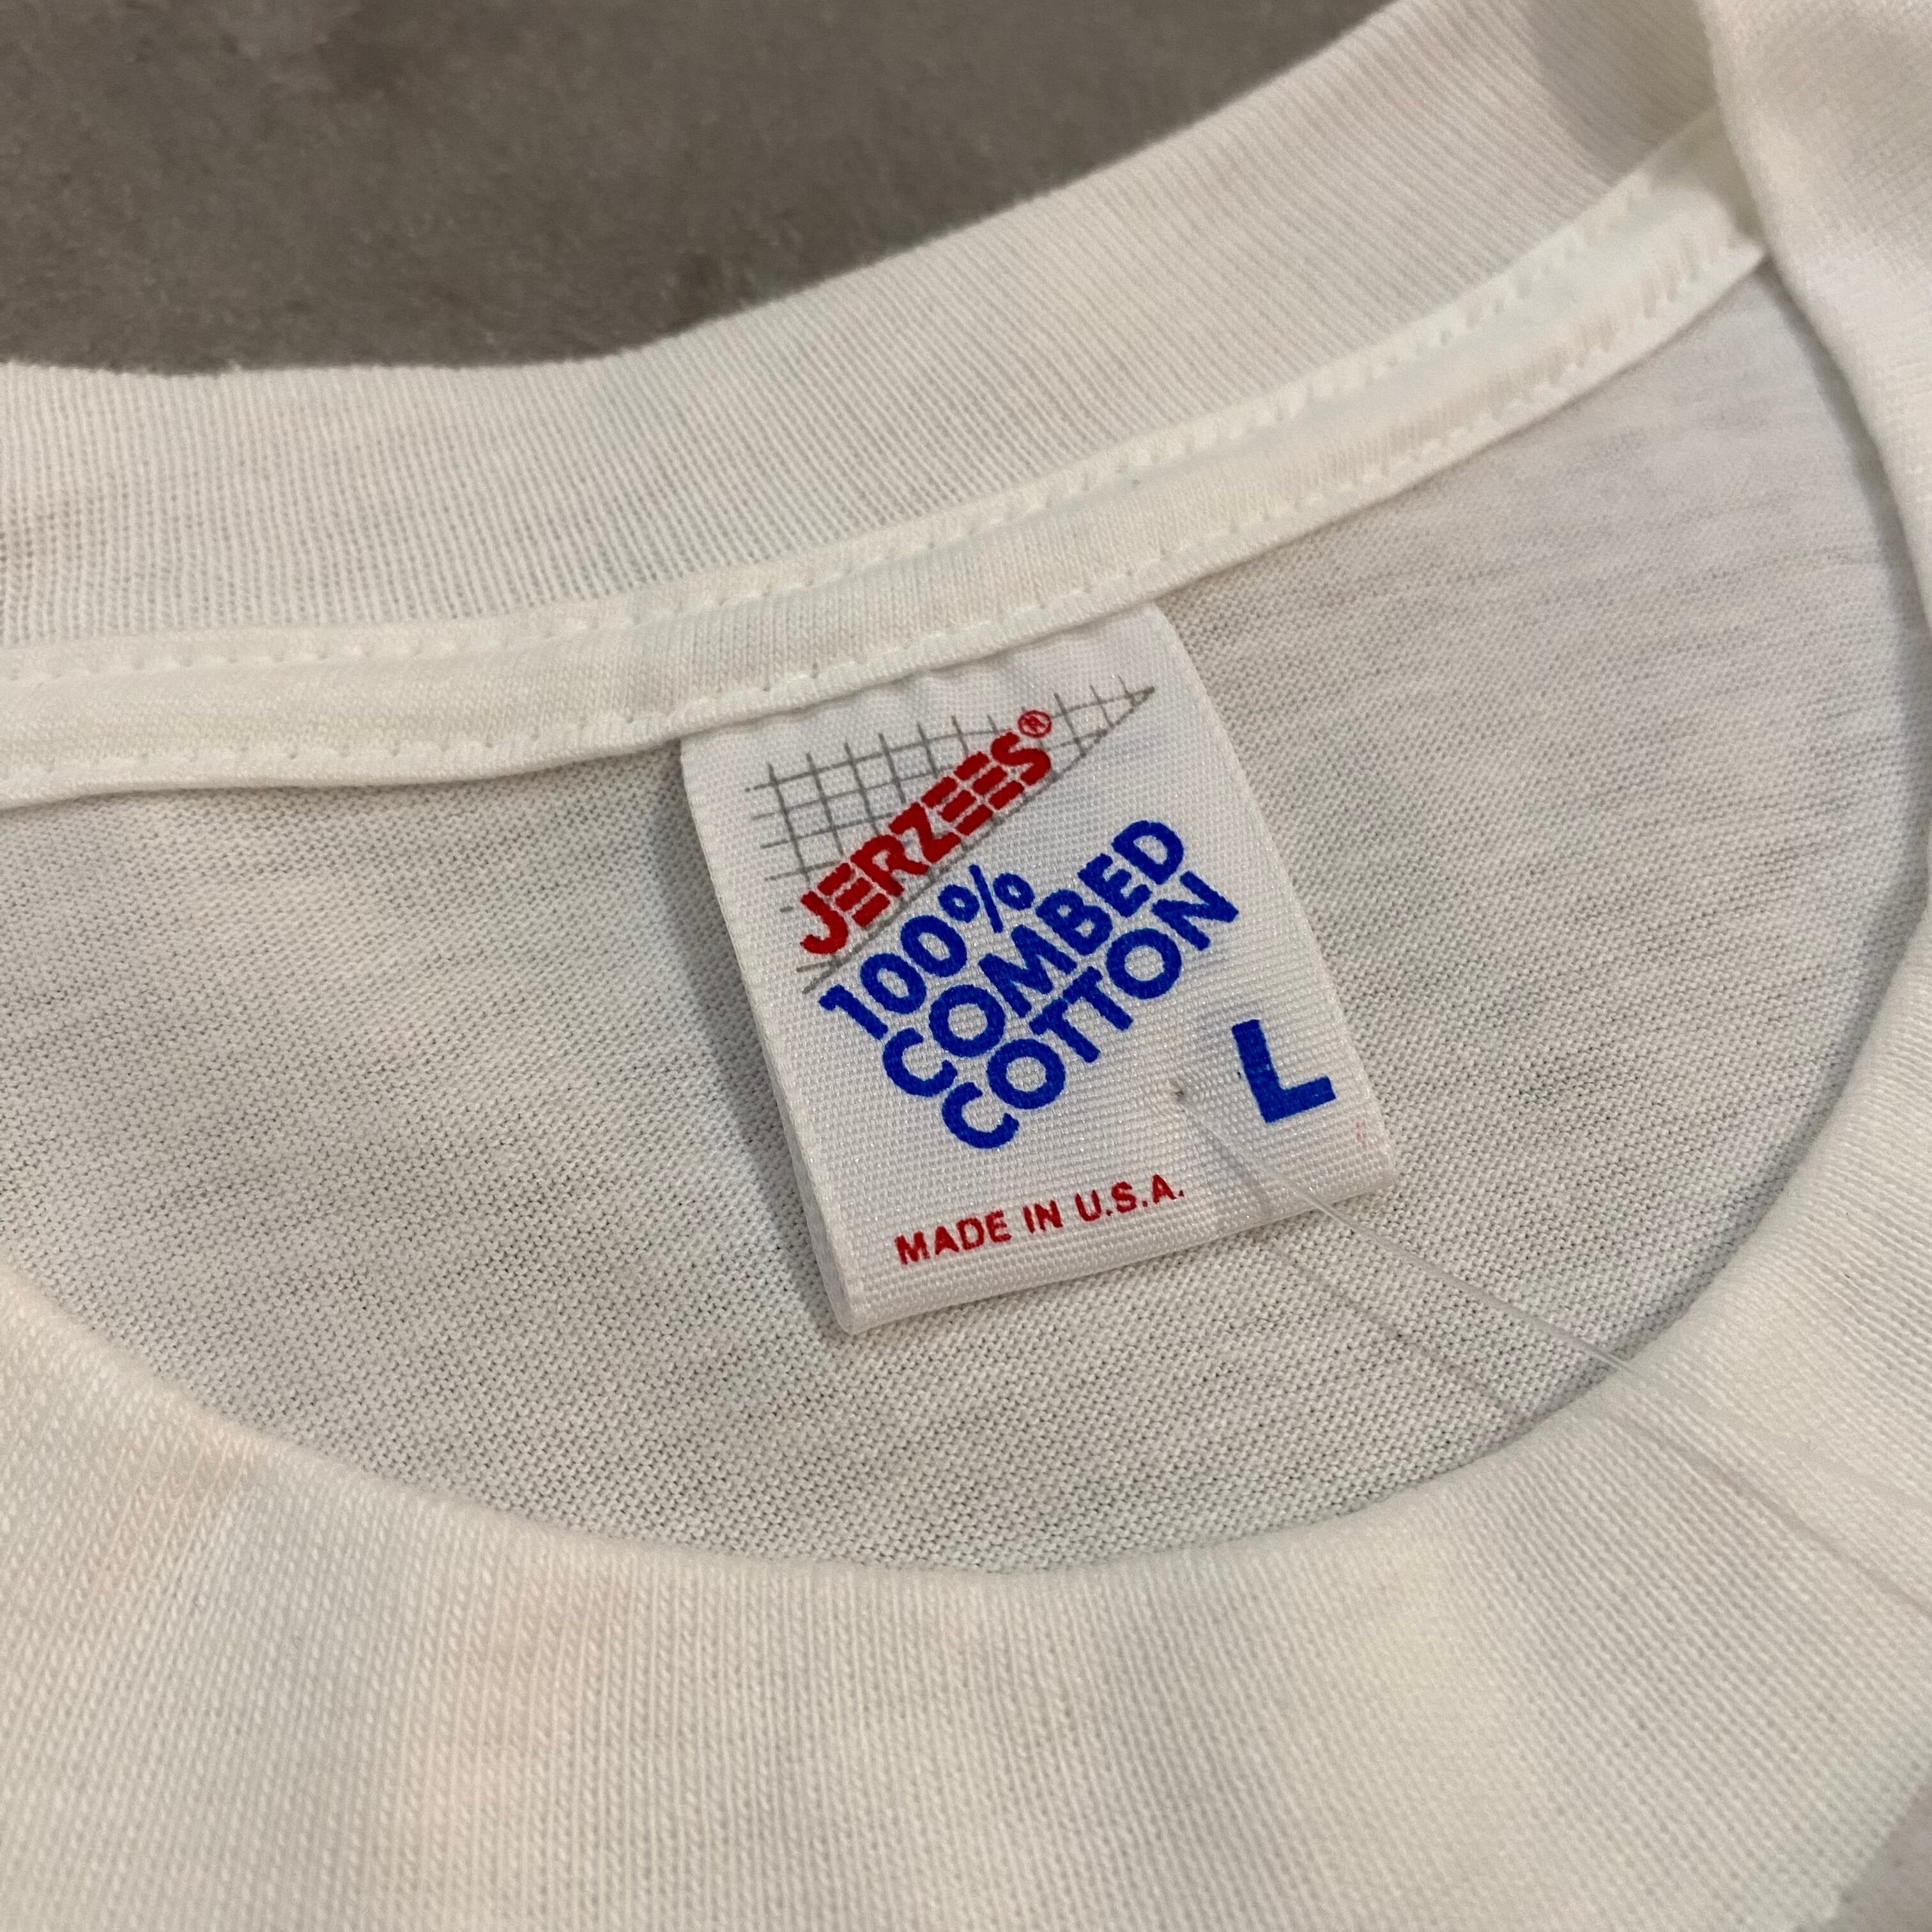 JERZEES®
100%
COMBED
COTTON
L
MADE IN U.S.A.